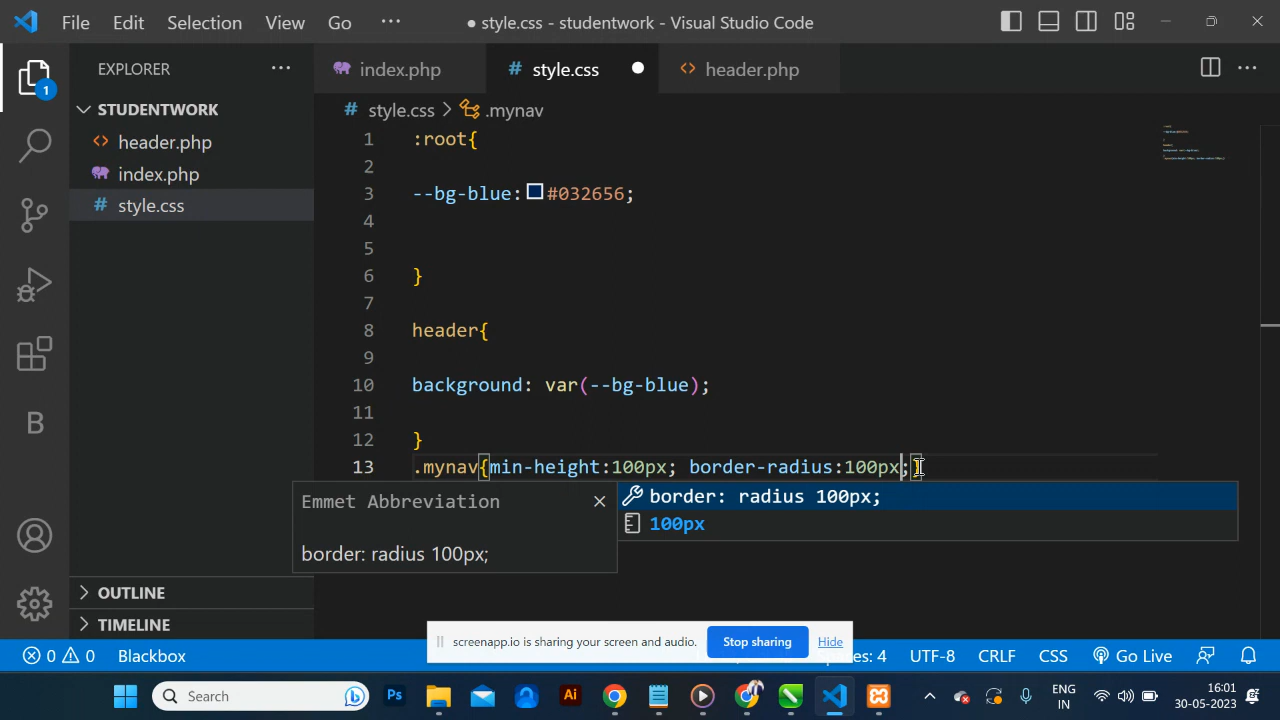 File Edit Selection View Go ··· ● style.css - studentwork - Visual Studio Code
EXPLORER ···
index.php
# style.css ●
<> header.php
1
STUDENTWORK
<> header.php
index.php
# style.css
# style.css > .mynav
1 :root{
2
3 --bg-blue:#032656;
4
5
6 }
7
8 header{
9
10 background: var(--bg-blue);
11
12 }
13 .mynav{min-height:100px; border-radius:100px;}
Emmet Abbreviation
border: radius 100px;
border: radius 100px;
100px
B
OUTLINE
TIMELINE
screenapp.io is sharing your screen and audio. Stop sharing Hide
0 0 Blackbox
es: 4 UTF-8 CRLF CSS Go Live
Search
Ps
Ai
ENG
IN
16:01
30-05-2023